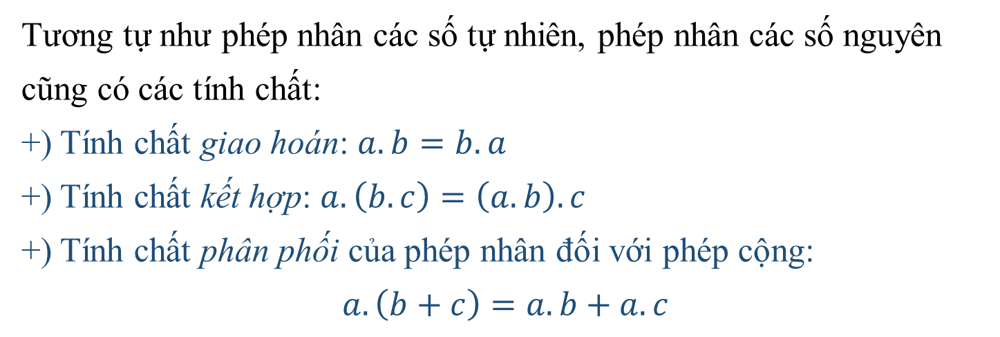 Tương tự như phép nhân các số tự nhiên, phép nhân các số nguyên
cũng có các tính chất:
+) Tính chất giao hoán: a. b = b. a
+) Tính chất kết hợp: a. (b. c) = (a. b). c
+) Tính chất phân phối của phép nhân đối với phép cộng:
a. (b + c) = a. b + a. c